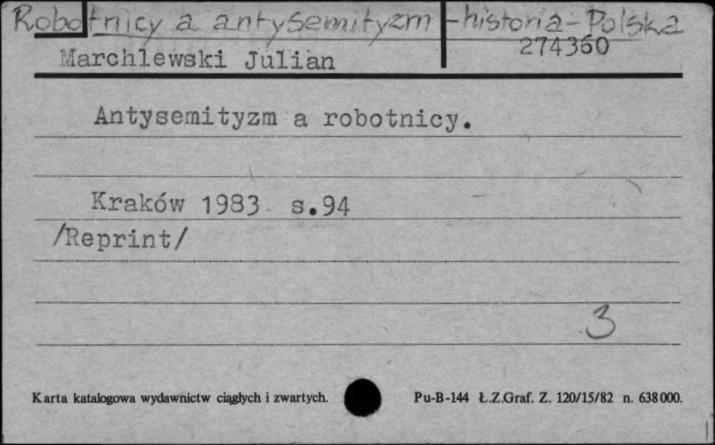 Robotnicy a antysemityzm - historia - Polska
274360
Marchlewski Julian
Antysemityzm a robotnicy.
Kraków 1983 s.94
/Reprint/
3
Karta katalogowa wydawnictw ciągłych i zwartych.
Pu-B-144 Ł.Z.Graf. Z. 120/15/82 n. 638000.